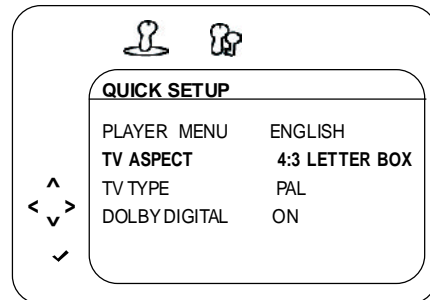 QUICK SETUP
PLAYER MENU ENGLISH
TV ASPECT 4:3 LETTER BOX
TV TYPE PAL
DOLBY DIGITAL ON